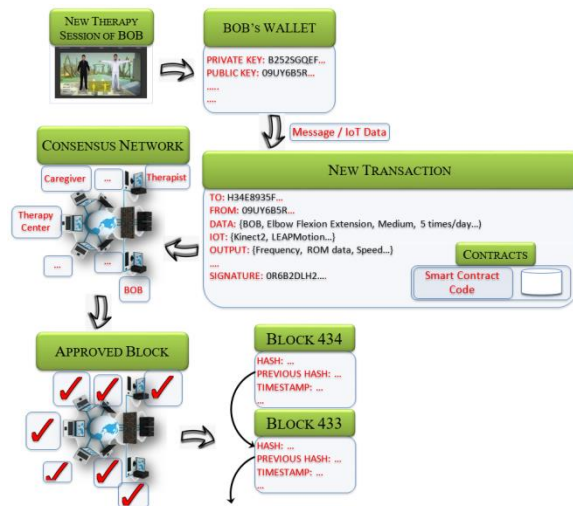 NEW THERAPY
SESSION OF BOB
BOB's WALLET
PRIVATE KEY: B252SGQEF...
PUBLIC KEY: 09UY6B5R...
.....
....
Message / IoT Data
CONSENSUS NETWORK
Caregiver
...
Therapist
Therapy
Center
...
...
BOB
NEW TRANSACTION
TO: H34E8935F...
FROM: 09UY6B5R...
DATA: {BOB, Elbow Flexion Extension, Medium, 5 times/day...}
IOT: {Kinect2, LEAPMotion...}
OUTPUT: {Frequency, ROM data, Speed...}
....
SIGNATURE: 0R6B2DLH2....
CONTRACTS
Smart Contract
Code
APPROVED BLOCK
BLOCK 434
HASH: ...
PREVIOUS HASH: ...
TIMESTAMP: ...
...
BLOCK 433
HASH: ...
PREVIOUS HASH: ...
TIMESTAMP: ...
...